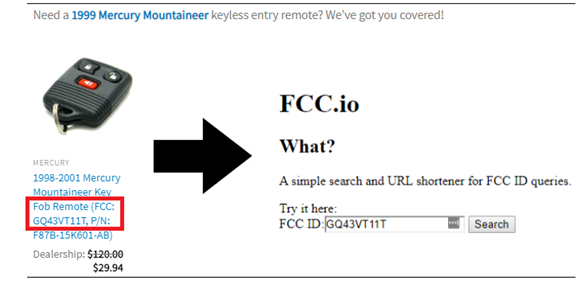 Need a 1999 Mercury Mountaineer keyless entry remote? We've got you covered!
MERCURY
1998-2001 Mercury
Mountaineer Key
Fob Remote (FCC:
GQ43VT11T, P/N:
F87B-15K601-AB)
Dealership: $120.00
$29.94
FCC.io
What?
A simple search and URL shortener for FCC ID queries.
Try it here:
FCC ID: GQ43VT11T Search